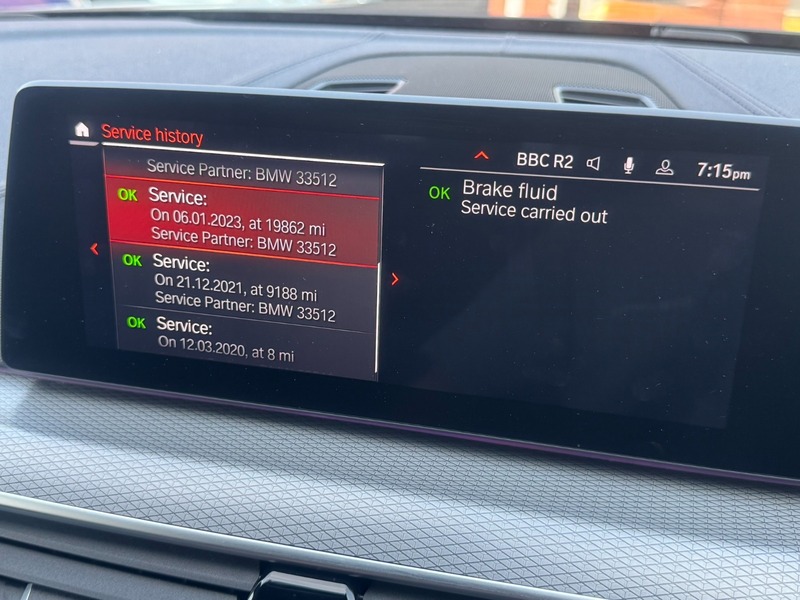 Service history
BBC R2
7:15pm
Service Partner: BMW 33512
OK Service:
On 06.01.2023, at 19862 mi
Service Partner: BMW 33512
OK Service:
On 21.12.2021, at 9188 mi
Service Partner: BMW 33512
OK Service:
On 12.03.2020, at 8 mi
OK Brake fluid
Service carried out